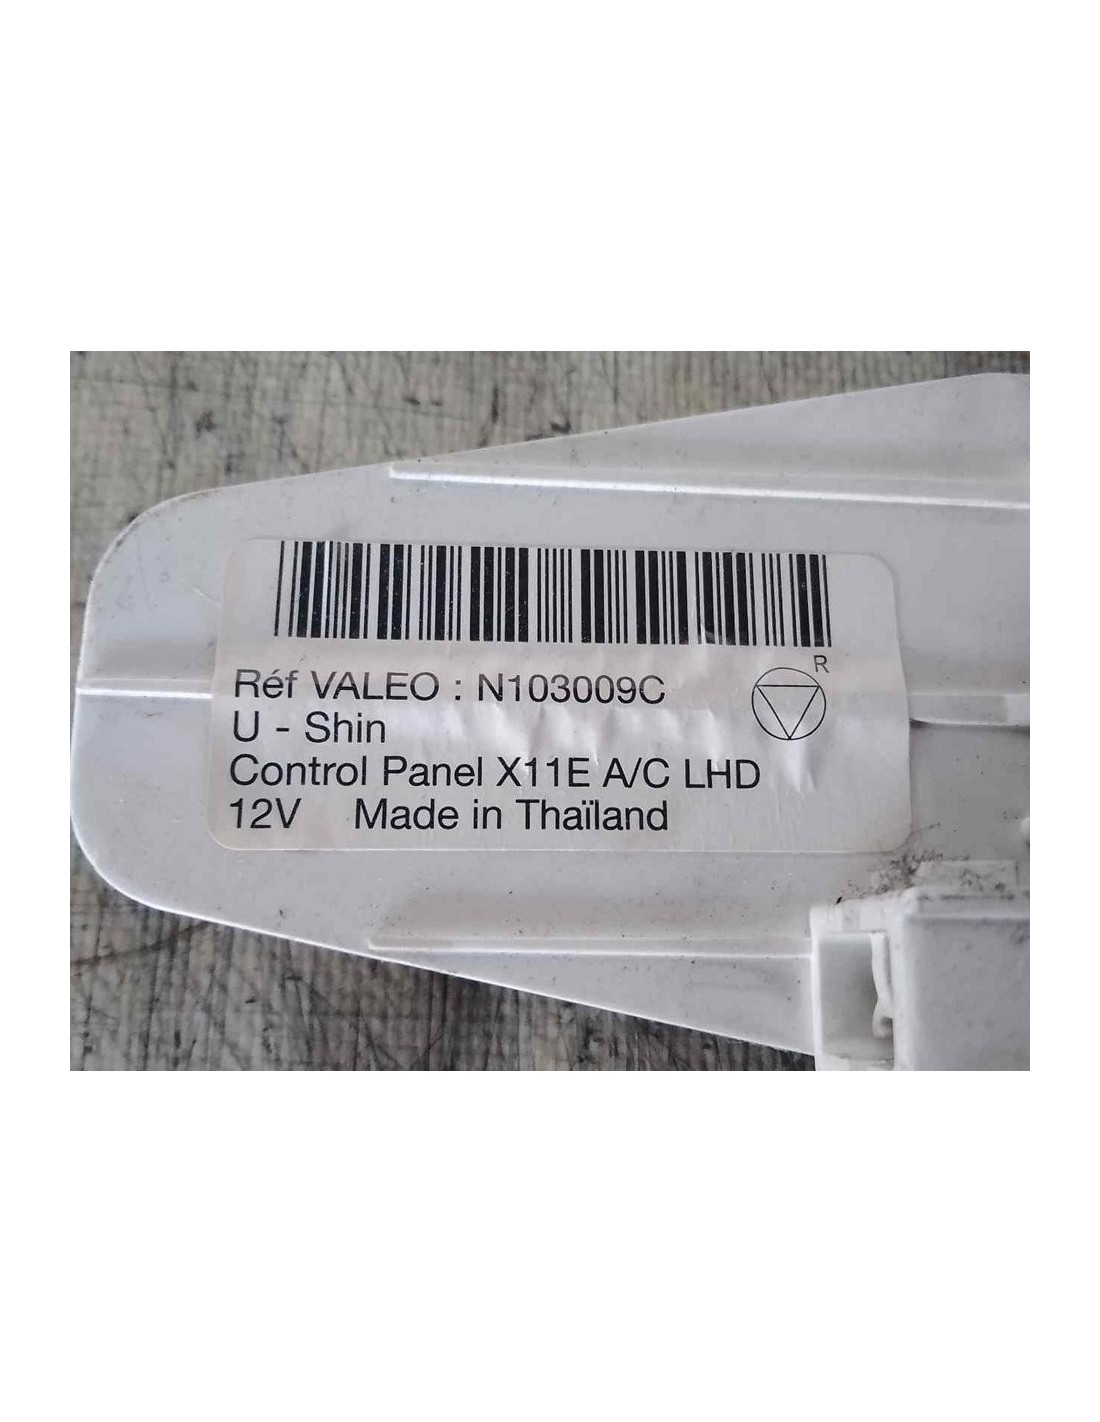 R
Réf VALEO : N103009C
U - Shin
Control Panel X11E A/C LHD
12V Made in Thaïland